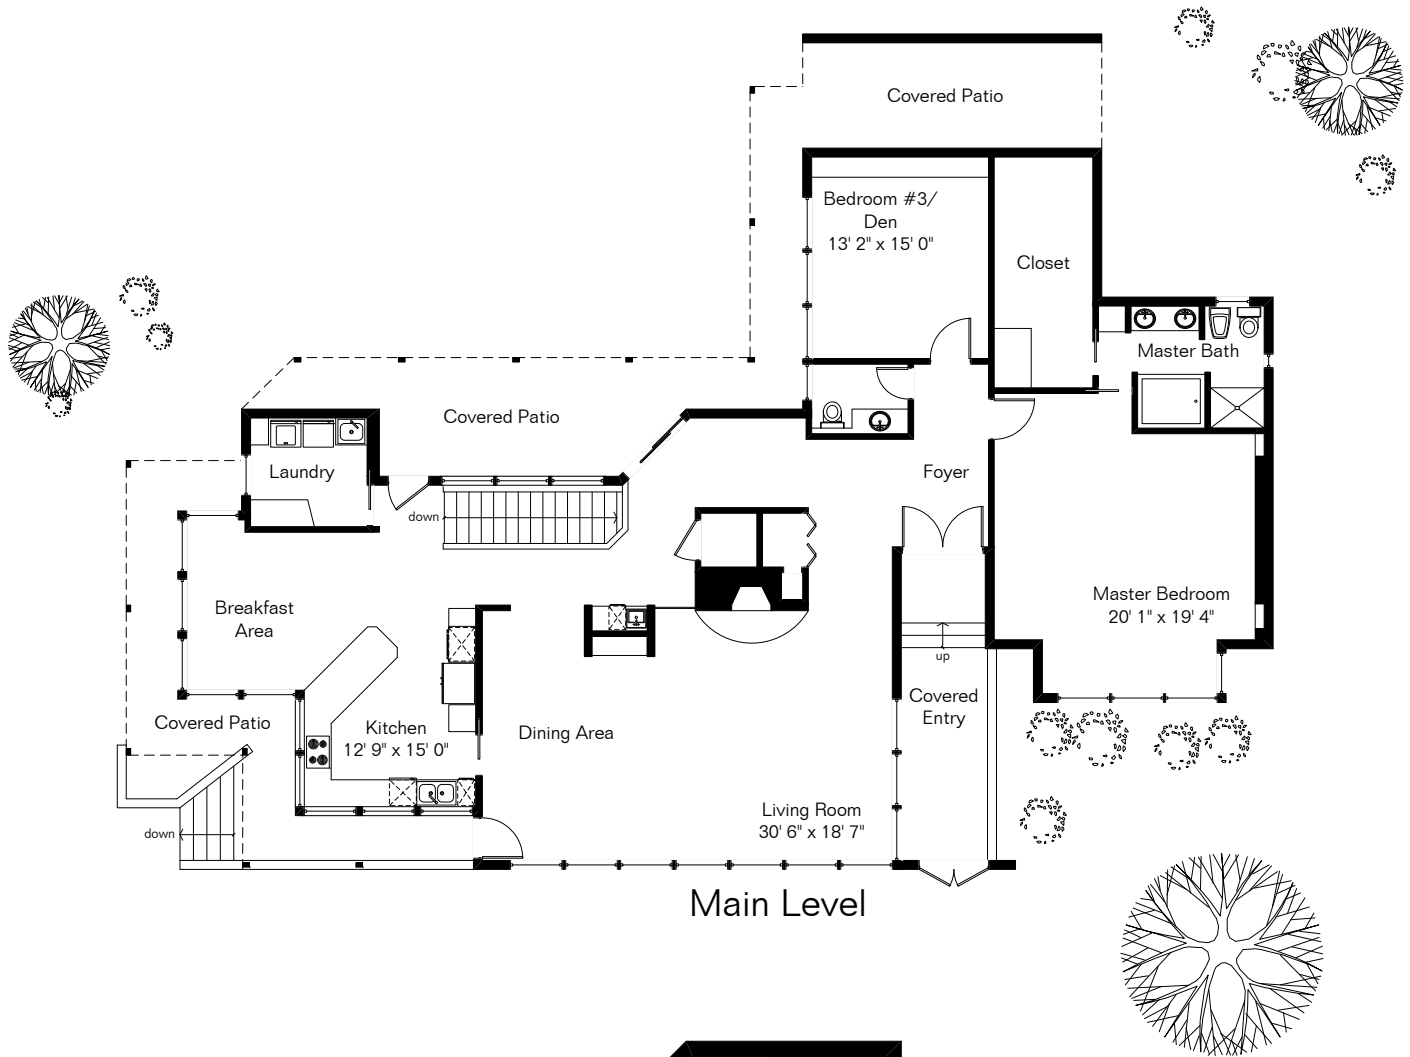 Covered Patio
Bedroom #3/
Den
13' 2" x 15' 0"
Closet
Master Bath
Covered Patio
Laundry
Foyer
down
Breakfast
Area
Master Bedroom
20' 1" x 19' 4"
up
Covered
Entry
Covered Patio
Kitchen
12' 9" x 15' 0"
Dining Area
Living Room
30' 6" x 18' 7"
down
Main Level